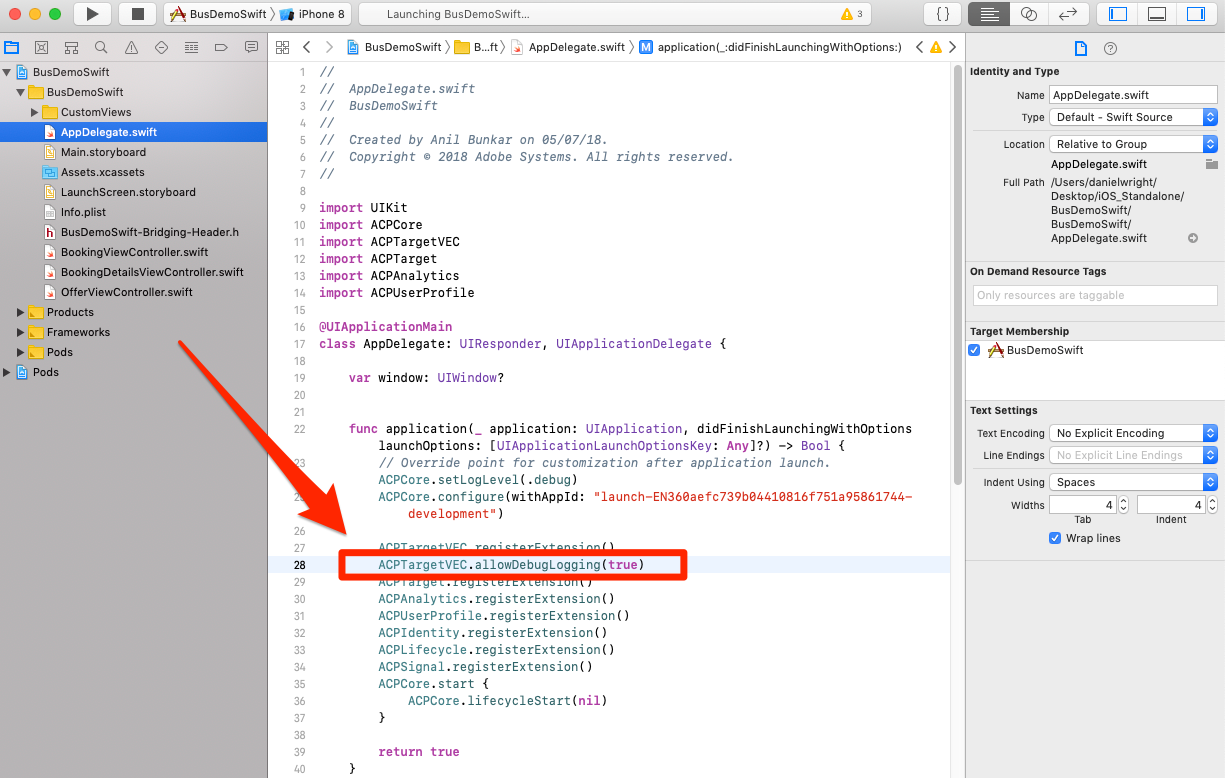 BusDemoSwift
iPhone 8
Launching BusDemoSwift…
3
{}
BusDemoSwift
B...ft
AppDelegate.swift
M
application(_:didFinishLaunchingWithOptions:)
BusDemoSwift
BusDemoSwift
CustomViews
AppDelegate.swift
Main.storyboard
Assets.xcassets
LaunchScreen.storyboard
Info.plist
h BusDemoSwift-Bridging-Header.h
BookingViewController.swift
BookingDetailsViewController.swift
OfferViewController.swift
Products
Frameworks
Pods
Pods
1 //
2 //  AppDelegate.swift
3 //  BusDemoSwift
4 //
5 //  Created by Anil Bunkar on 05/07/18.
6 //  Copyright © 2018 Adobe Systems. All rights reserved.
7 //
8
9 import UIKit
10 import ACPCore
11 import ACPTargetVEC
12 import ACPTarget
13 import ACPAnalytics
14 import ACPUserProfile
15
16 @UIApplicationMain
17 class AppDelegate: UIResponder, UIApplicationDelegate {
18
19     var window: UIWindow?
20
21
22     func application(_ application: UIApplication, didFinishLaunchingWithOptions
launchOptions: [UIApplicationLaunchOptionsKey: Any]?) -> Bool {
23         // Override point for customization after application launch.
ACPCore.setLogLevel(.debug)
ACPCore.configure(withAppId: "launch-EN360aefc739b04410816f751a95861744-
development")
26
27         ACPTargetVEC.registerExtension()
28         ACPTargetVEC.allowDebugLogging(true)
29         ACPTarget.registerExtension()
30         ACPAnalytics.registerExtension()
31         ACPUserProfile.registerExtension()
32         ACPIdentity.registerExtension()
33         ACPLifecycle.registerExtension()
34         ACPSignal.registerExtension()
35         ACPCore.start {
36             ACPCore.lifecycleStart(nil)
37         }
38
39         return true
40     }
Identity and Type
Name AppDelegate.swift
Type Default - Swift Source
Location Relative to Group
AppDelegate.swift
Full Path /Users/danielwright/
Desktop/iOS_Standalone/
BusDemoSwift/
BusDemoSwift/
AppDelegate.swift
On Demand Resource Tags
Only resources are taggable
Target Membership
BusDemoSwift
Text Settings
Text Encoding No Explicit Encoding
Line Endings No Explicit Line Endings
Indent Using Spaces
Widths 4 4
Tab Indent
Wrap lines